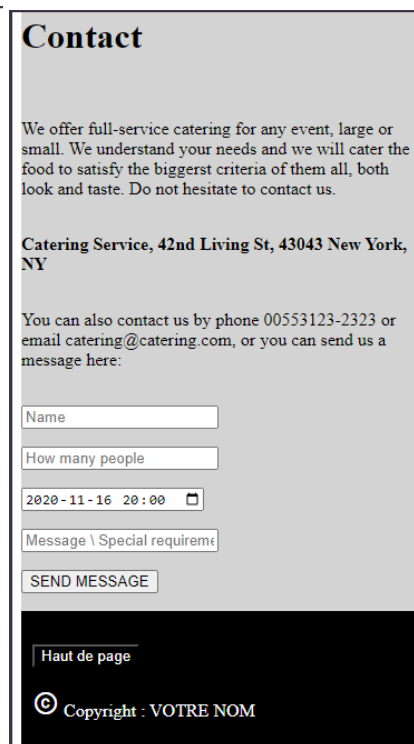 Contact
We offer full-service catering for any event, large or
small. We understand your needs and we will cater the
food to satisfy the biggerst criteria of them all, both
look and taste. Do not hesitate to contact us.
Catering Service, 42nd Living St, 43043 New York,
NY
You can also contact us by phone 00553123-2323 or
email catering@catering.com, or you can send us a
message here:
Name
How many people
2020-11-16 20:00
Message \ Special requireme
SEND MESSAGE
Haut de page
© Copyright : VOTRE NOM